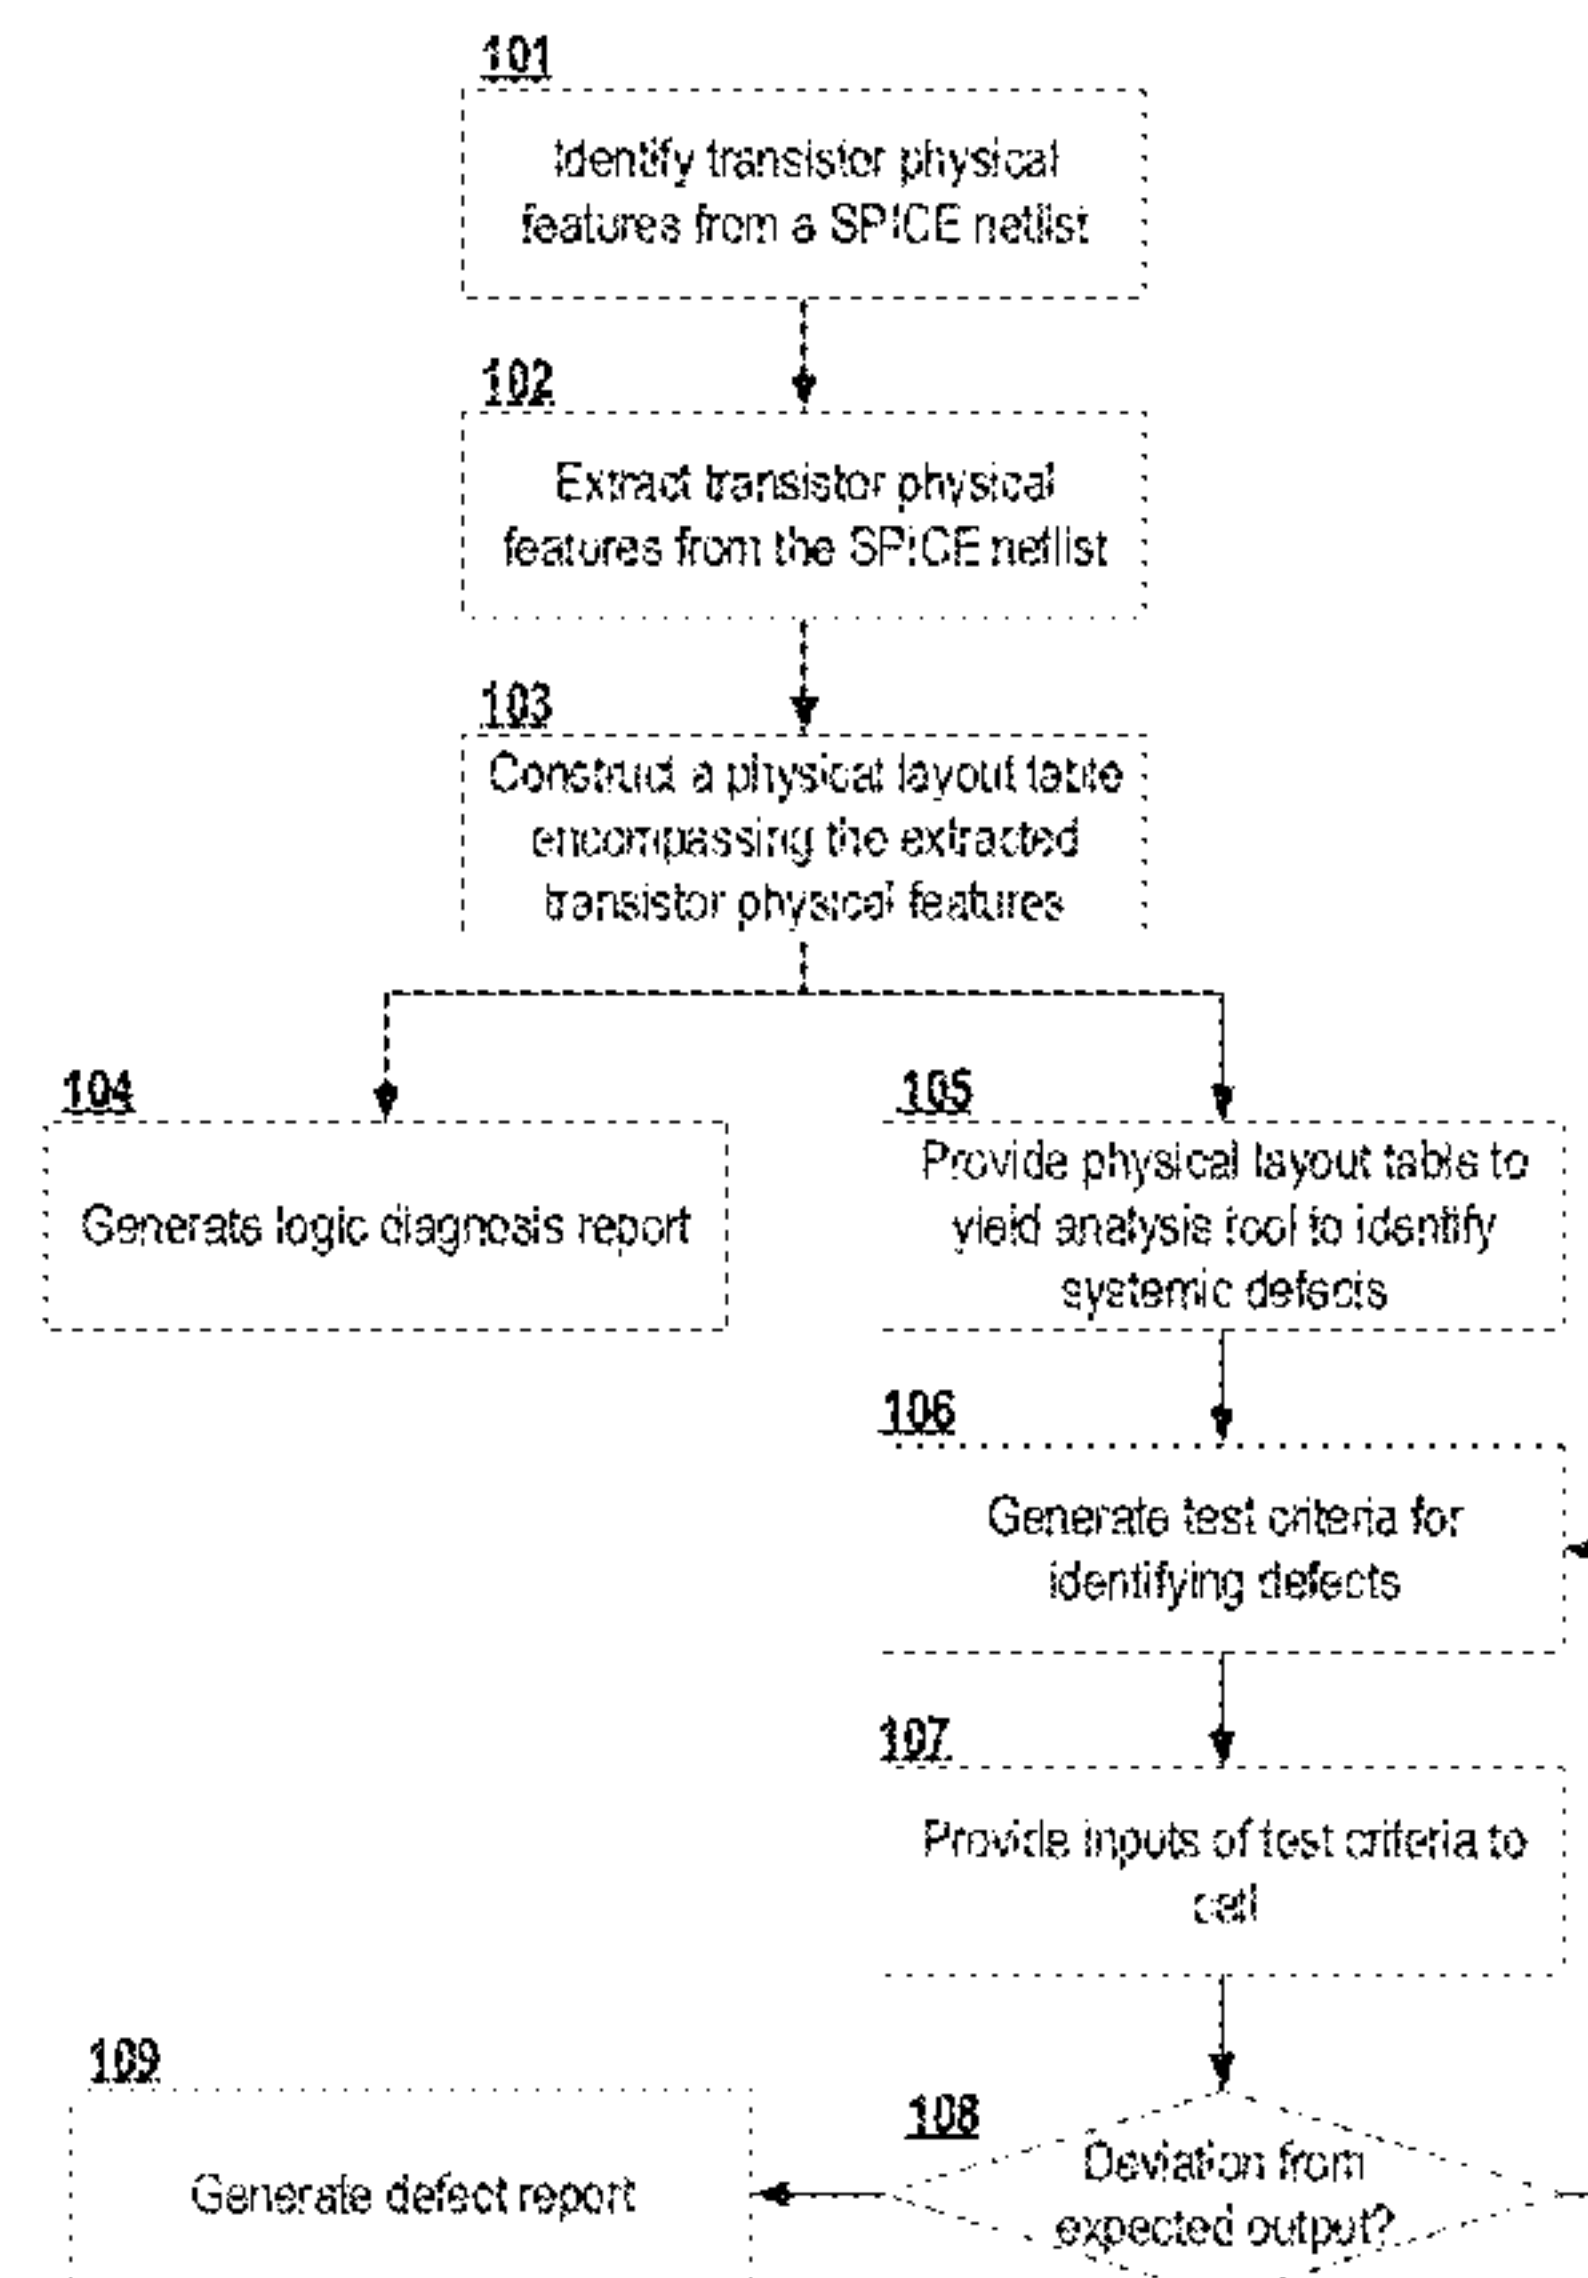 101
Identify transistor physical
features from a SPICE netlist
102
Extract transistor physical
features from the SPICE netlist
103
Construct a physical layout table
encompassing the extracted
transistor physical features
104
Generate logic diagnosis report
105
Provide physical layout table to
yield analysis tool to identify
systemic defects
106
Generate test criteria for
identifying defects
107
Provide inputs of test criteria to
cell
108
Deviation from
expected output?
109
Generate defect report